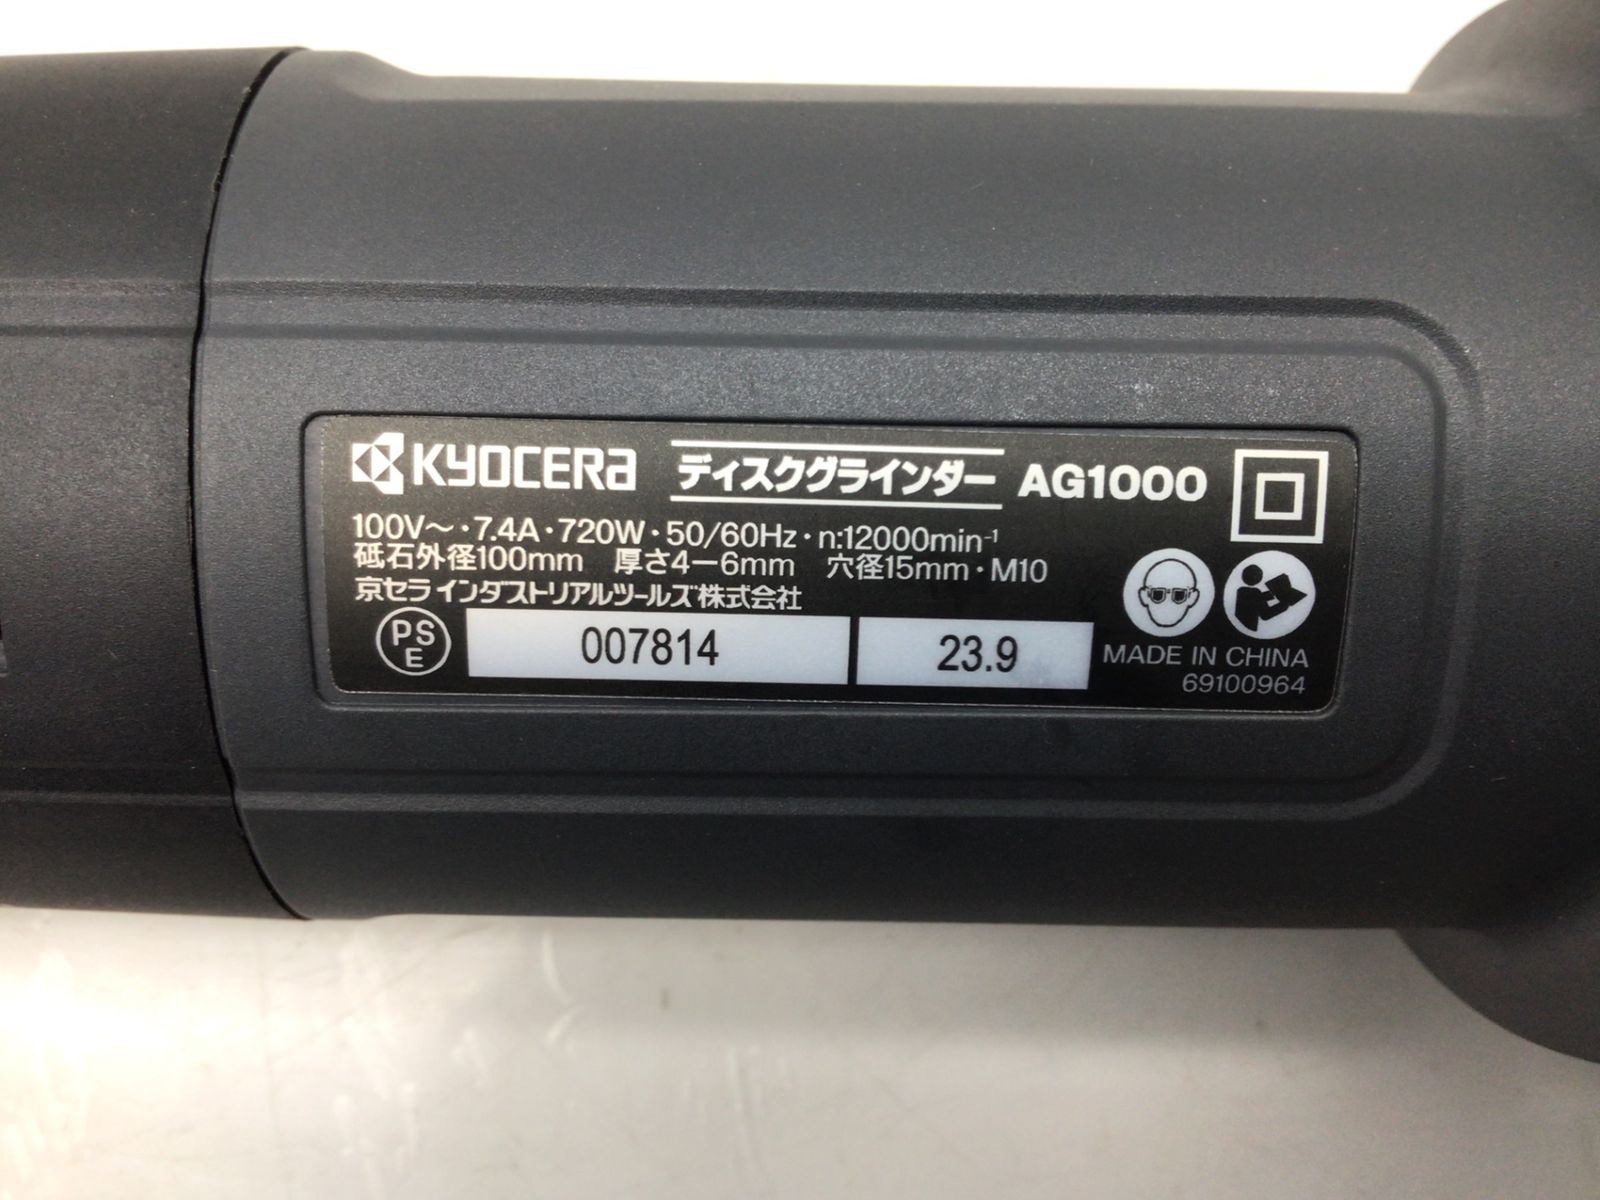 KYOCERA ディスクグラインダー AG1000
100V～・7.4A・720W・50/60Hz・n:12000min⁻¹
砥石外径100mm 厚さ4－6mm 穴径15mm・M10
京セラインダストリアルツールズ株式会社
PS
E
007814
23.9
MADE IN CHINA
69100964